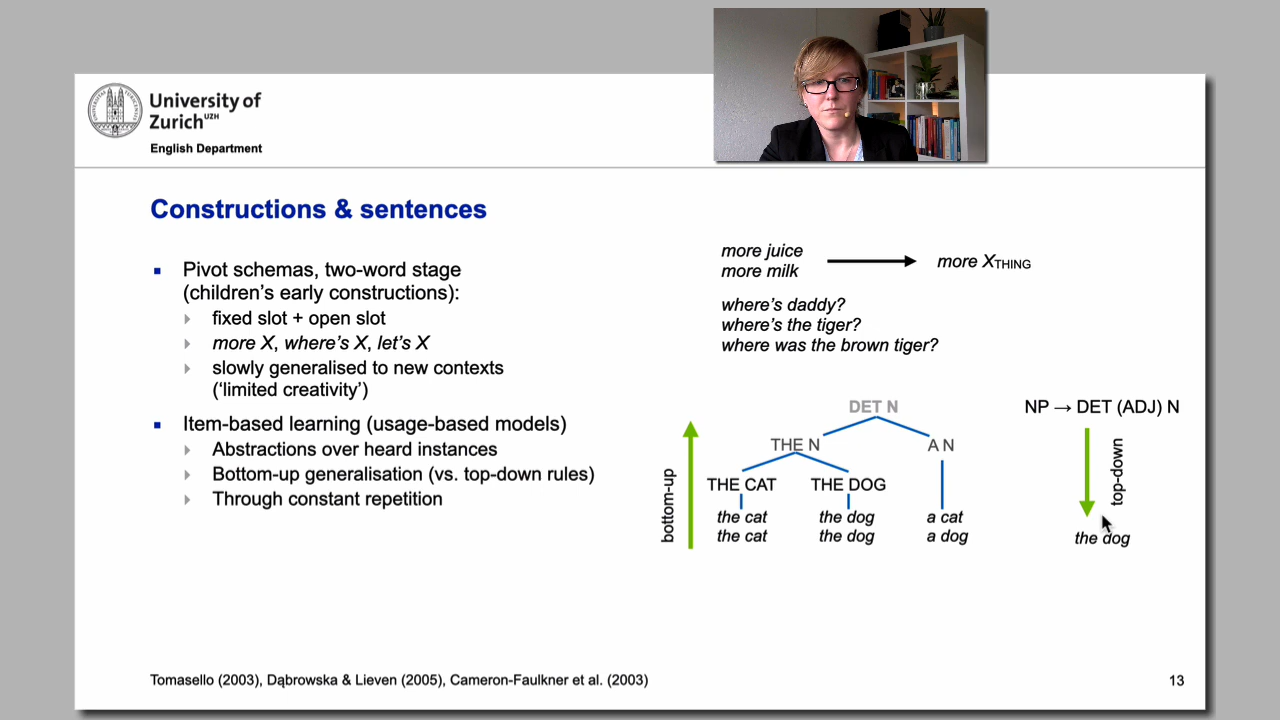 University of
Zurich UZH
English Department
Constructions & sentences
Pivot schemas, two-word stage
(children's early constructions):
fixed slot + open slot
more X, where's X, let's X
slowly generalised to new contexts
('limited creativity')
Item-based learning (usage-based models)
Abstractions over heard instances
Bottom-up generalisation (vs. top-down rules)
Through constant repetition
more juice
more milk
more XTHING
where's daddy?
where's the tiger?
where was the brown tiger?
bottom-up
DET N
THE N
A N
THE CAT
THE DOG
the cat
the cat
the dog
the dog
a cat
a dog
NP → DET (ADJ) N
top-down
the dog
Tomasello (2003), Dąbrowska & Lieven (2005), Cameron-Faulkner et al. (2003)
13